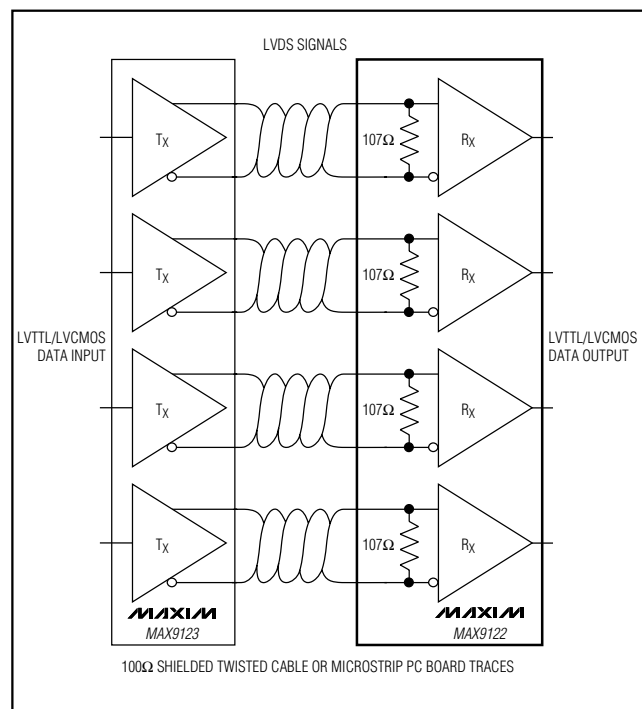 LVDS SIGNALS
TX
107Ω
RX
TX
107Ω
RX
LVTTL/LVCMOS
DATA INPUT
LVTTL/LVCMOS
DATA OUTPUT
TX
107Ω
RX
TX
107Ω
RX
MAXIM
MAX9123
MAXIM
MAX9122
100Ω SHIELDED TWISTED CABLE OR MICROSTRIP PC BOARD TRACES